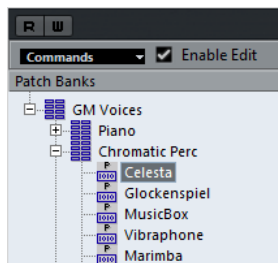 R W
Commands Enable Edit
Patch Banks
GM Voices
Piano
Chromatic Perc
P
Celesta
P
Glockenspiel
P
MusicBox
P
Vibraphone
P
Marimba